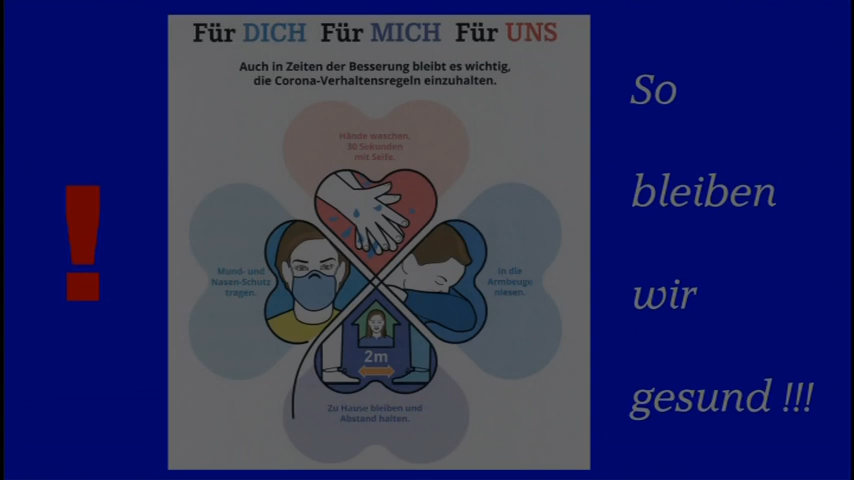 Für DICH Für MICH Für UNS
Auch in Zeiten der Besserung bleibt es wichtig,
die Corona-Verhaltensregeln einzuhalten.
Hände waschen,
30 Sekunden
mit Seife.
Mund- und
Nasan-Schutz
tragen.
In die
Armbeuge
niesen.
2m
Zu Hause bleiben und
Abstand halten.
!
So
bleiben
wir
gesund !!!